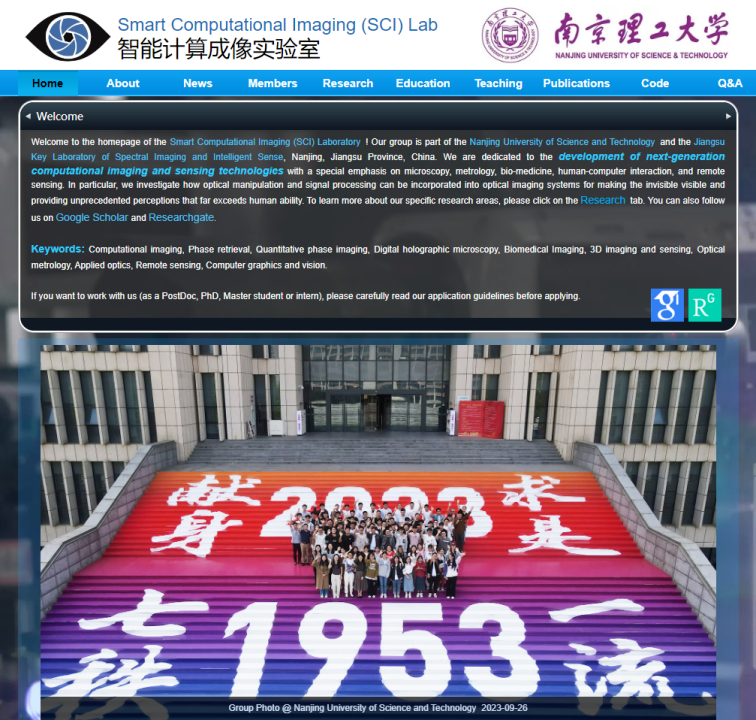 Smart Computational Imaging (SCI) Lab
智能计算成像实验室
南京理工大学
NANJING UNIVERSITY OF SCIENCE & TECHNOLOGY
Home About News Members Research Education Teaching Publications Code Q&A
Welcome
Welcome to the homepage of the Smart Computational Imaging (SCI) Laboratory ! Our group is part of the Nanjing University of Science and Technology and the Jiangsu
Key Laboratory of Spectral Imaging and Intelligent Sense, Nanjing, Jiangsu Province, China. We are dedicated to the development of next-generation
computational imaging and sensing technologies with a special emphasis on microscopy, metrology, bio-medicine, human-computer interaction, and remote
sensing. In particular, we investigate how optical manipulation and signal processing can be incorporated into optical imaging systems for making the invisible visible and
providing unprecedented perceptions that far exceeds human ability. To learn more about our specific research areas, please click on the Research tab. You can also follow
us on Google Scholar and Researchgate.
Keywords: Computational imaging, Phase retrieval, Quantitative phase imaging, Digital holographic microscopy, Biomedical Imaging, 3D imaging and sensing, Optical
metrology, Applied optics, Remote sensing, Computer graphics and vision.
If you want to work with us (as a PostDoc, PhD, Master student or intern), please carefully read our application guidelines before applying.
g R G
献身 2023 求是
七秩 1953 一流
Group Photo @ Nanjing University of Science and Technology 2023-09-26